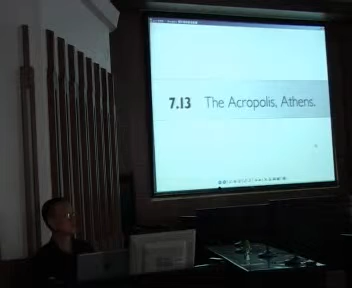 7.13 The Acropolis, Athens.